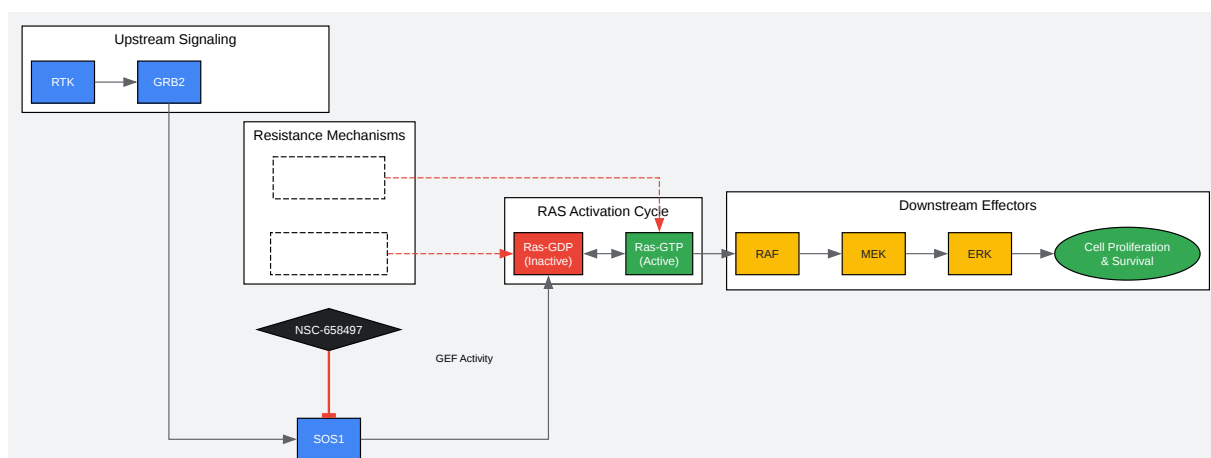 Upstream Signaling
RTK
GRB2
Resistance Mechanisms
RAS Activation Cycle
Ras-GDP
(Inactive)
Ras-GTP
(Active)
Downstream Effectors
RAF
MEK
ERK
Cell Proliferation
& Survival
NSC-658497
GEF Activity
SOS1